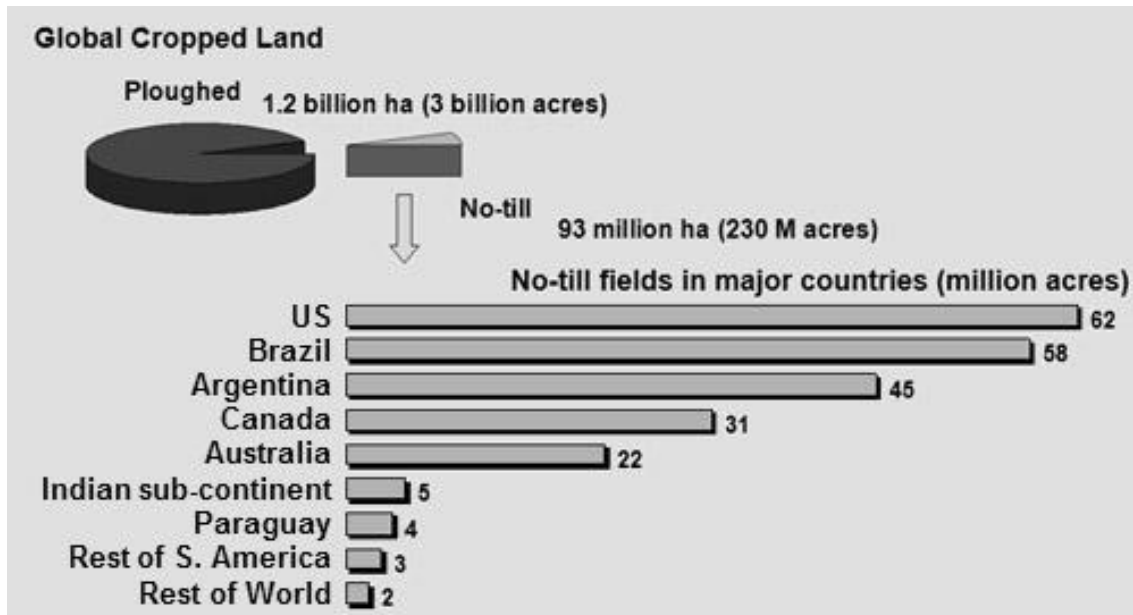 Global Cropped Land
Ploughed
1.2 billion ha (3 billion acres)
No-till
93 million ha (230 M acres)
No-till fields in major countries (million acres)
US 62
Brazil 58
Argentina 45
Canada 31
Australia 22
Indian sub-continent 5
Paraguay 4
Rest of S. America 3
Rest of World 2